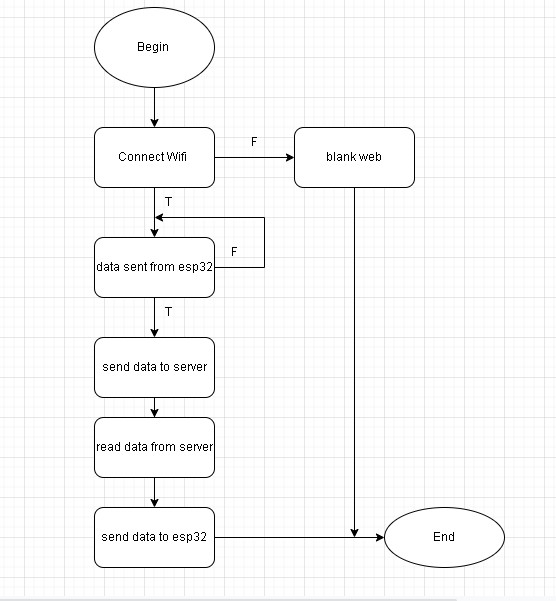 Begin
Connect Wifi
F
blank web
T
data sent from esp32
F
T
send data to server
read data from server
send data to esp32
End